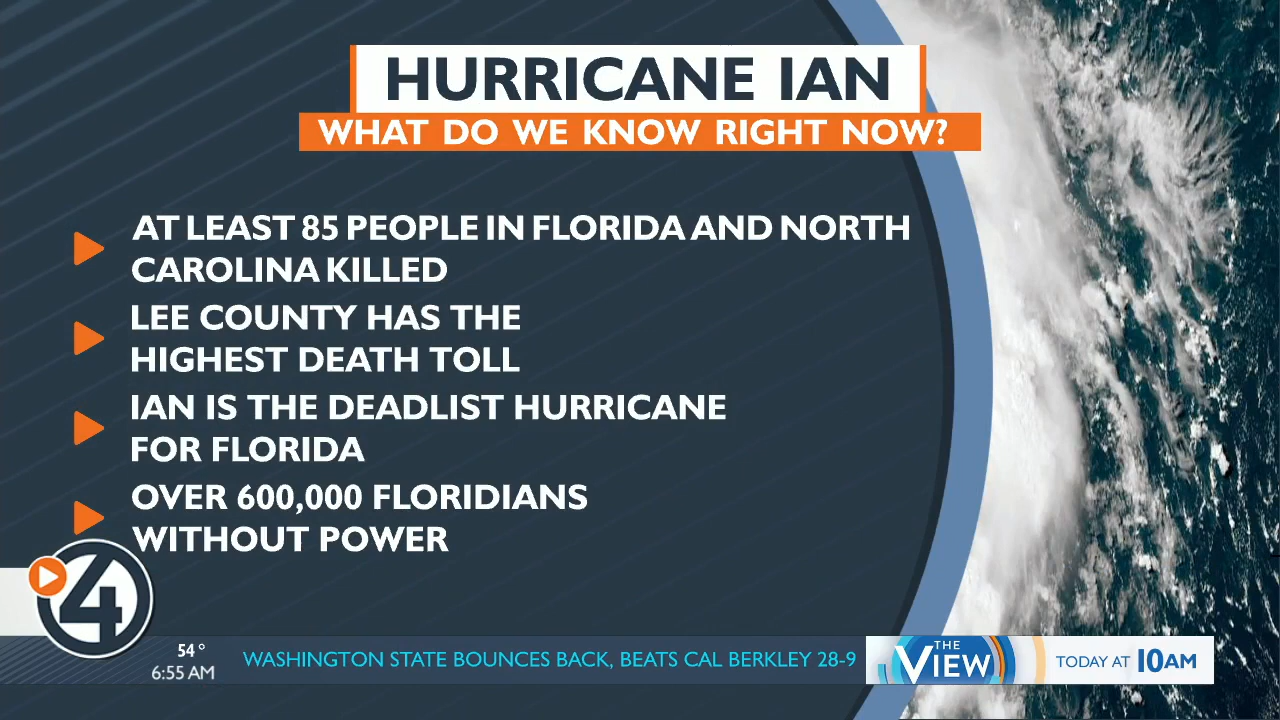 HURRICANE IAN
WHAT DO WE KNOW RIGHT NOW?
AT LEAST 85 PEOPLE IN FLORIDA AND NORTH
CAROLINA KILLED
LEE COUNTY HAS THE
HIGHEST DEATH TOLL
IAN IS THE DEADLIST HURRICANE
FOR FLORIDA
OVER 600,000 FLORIDIANS
WITHOUT POWER
4
54°
6:55 AM
WASHINGTON STATE BOUNCES BACK, BEATS CAL BERKLEY 28-9
THE
VIEW
TODAY AT 10AM